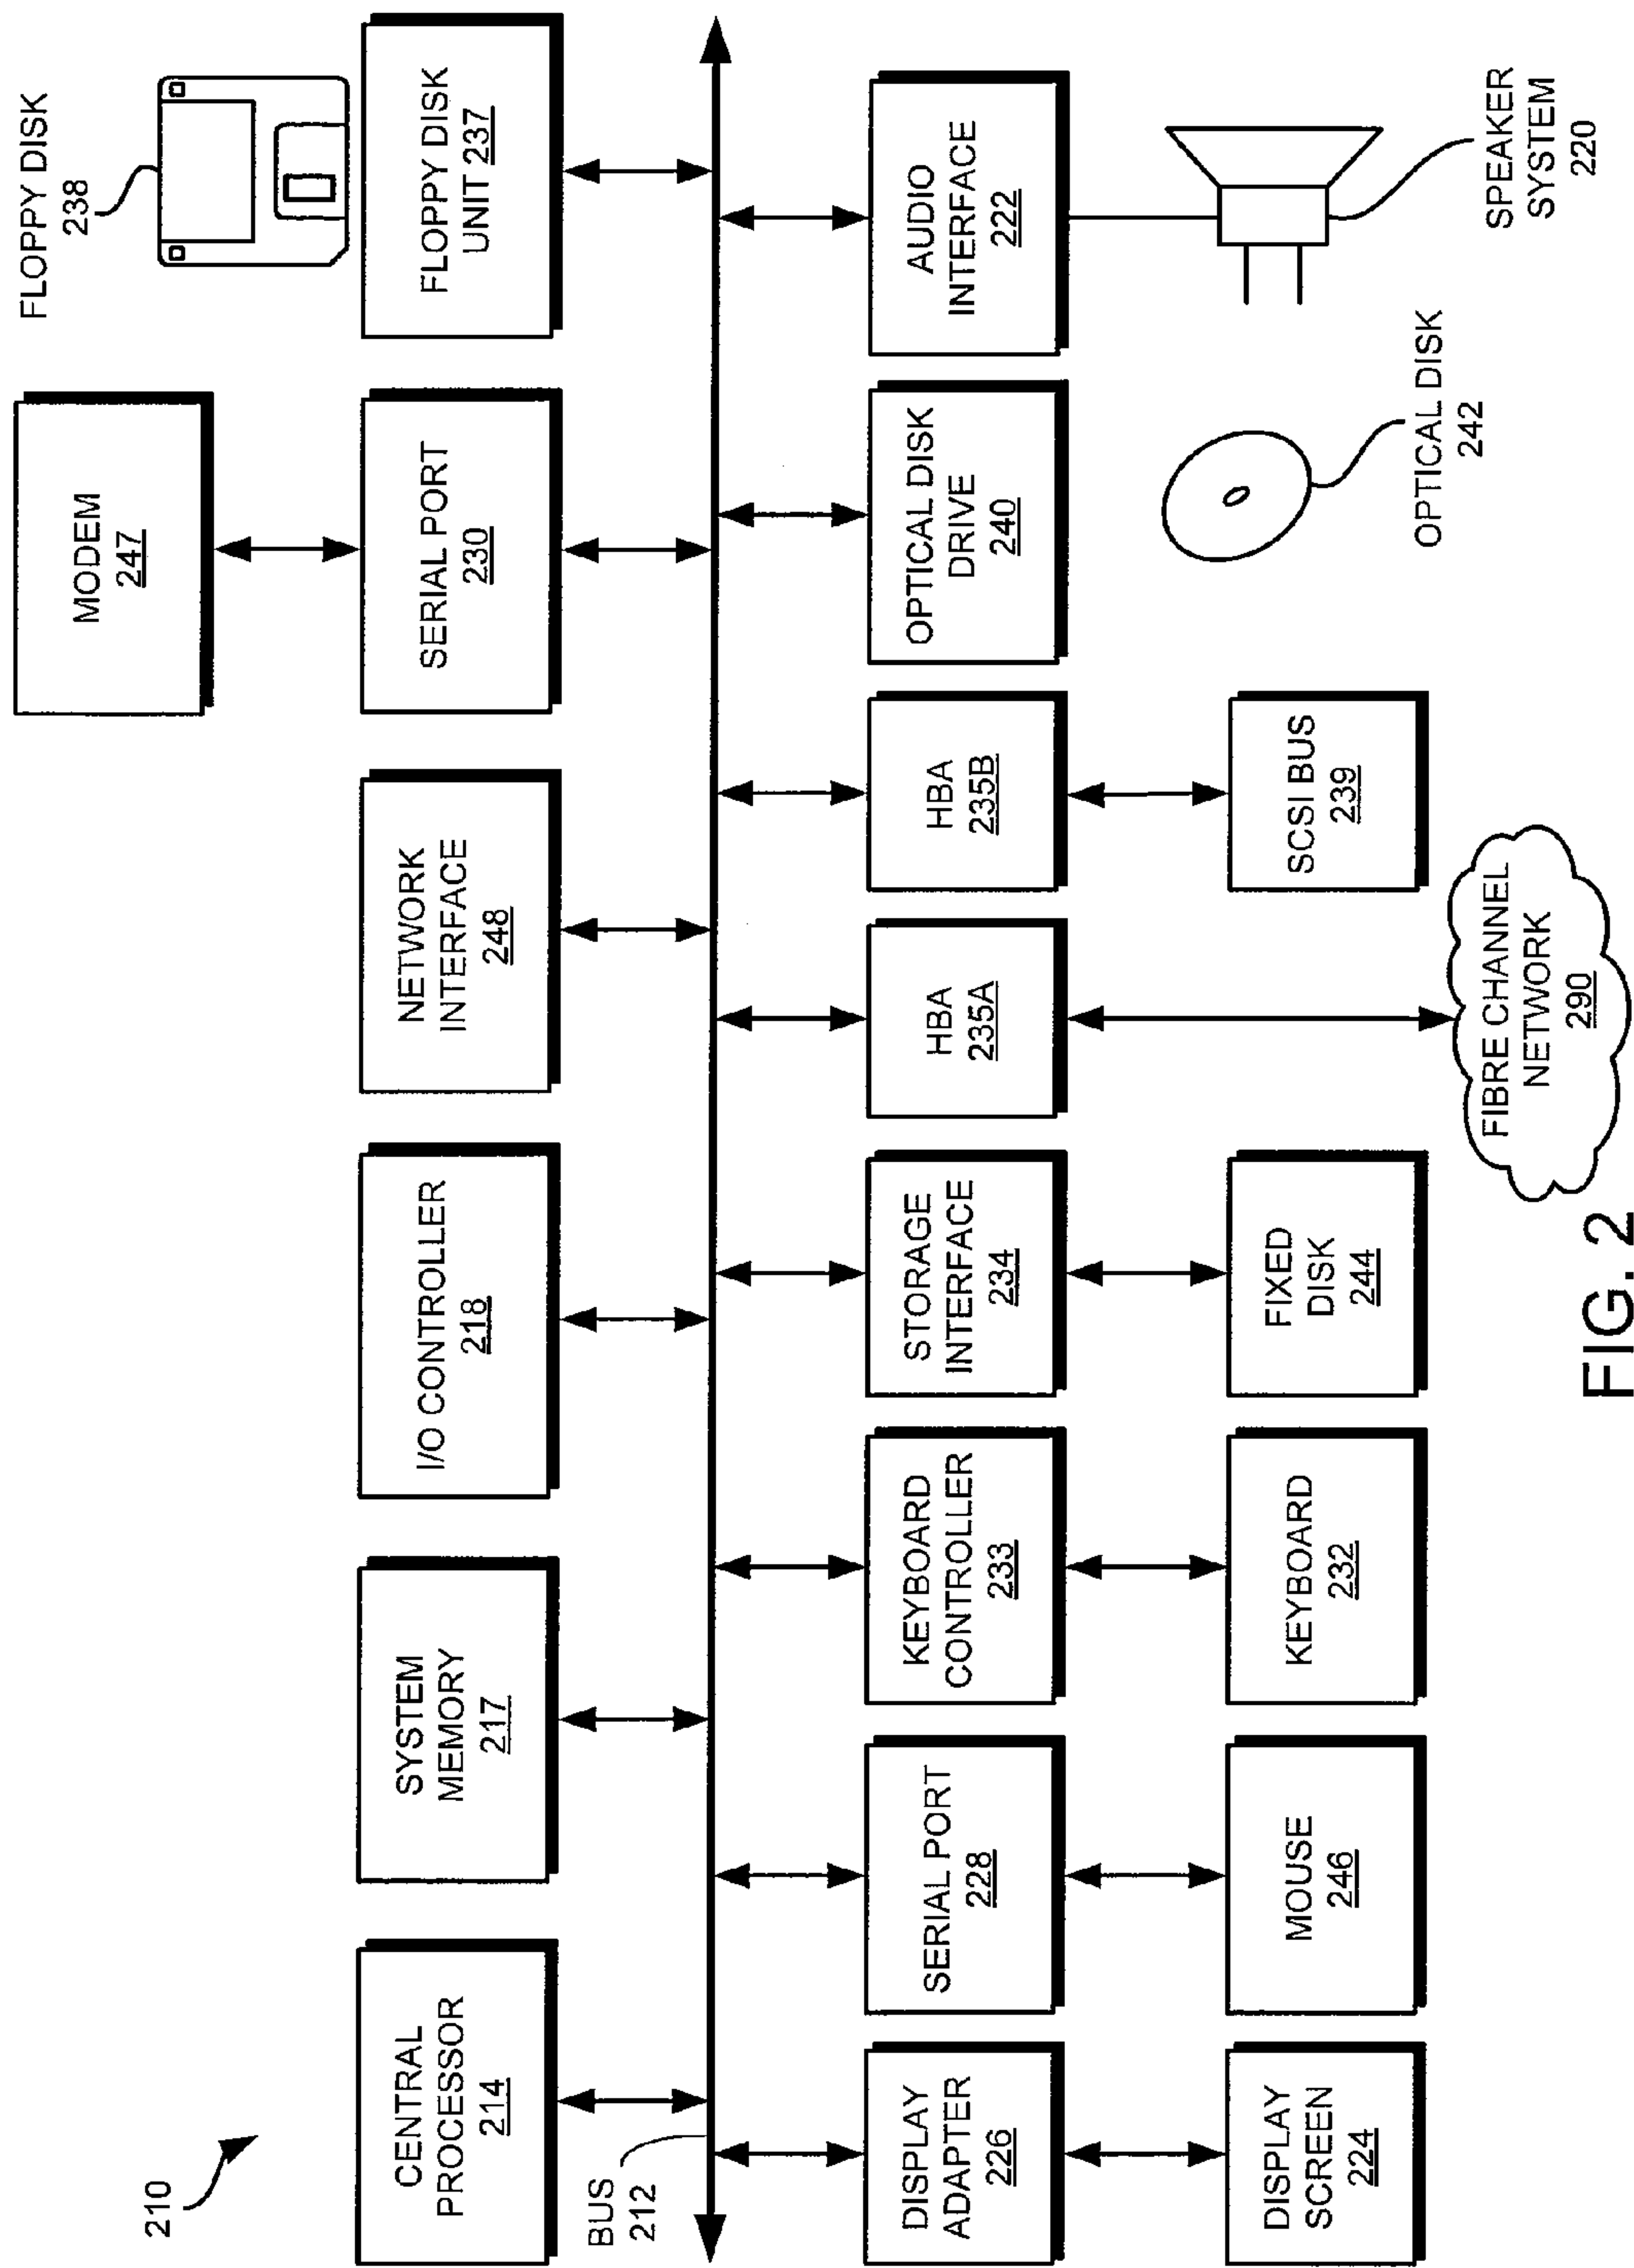 210
CENTRAL
PROCESSOR
214
SYSTEM
MEMORY
217
I/O CONTROLLER
218
NETWORK
INTERFACE
248
MODEM
247
SERIAL PORT
230
FLOPPY DISK
238
FLOPPY DISK
UNIT 237
BUS
212
DISPLAY
ADAPTER
226
SERIAL PORT
228
KEYBOARD
CONTROLLER
233
STORAGE
INTERFACE
234
HBA
235A
HBA
235B
OPTICAL DISK
DRIVE
240
AUDIO
INTERFACE
222
DISPLAY
SCREEN
224
MOUSE
246
KEYBOARD
232
FIXED
DISK
244
SCSI BUS
239
FIBRE CHANNEL
NETWORK
290
OPTICAL DISK
242
SPEAKER
SYSTEM
220
FIG. 2